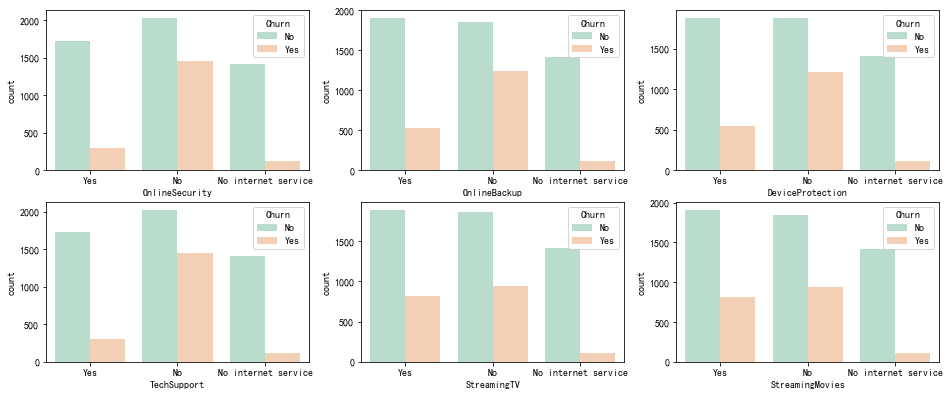 Churn
No
Yes
2000
1500
1000
500
0
count
Yes
No
No internet service
OnlineSecurity
Churn
No
Yes
2000
1500
1000
500
0
count
Yes
No
No internet service
OnlineBackup
Churn
No
Yes
1500
1000
500
0
count
Yes
No
No internet service
DeviceProtection
Churn
No
Yes
2000
1500
1000
500
0
count
Yes
No
No internet service
TechSupport
Churn
No
Yes
1500
1000
500
0
count
Yes
No
No internet service
StreamingTV
Churn
No
Yes
2000
1500
1000
500
0
count
Yes
No
No internet service
StreamingMovies